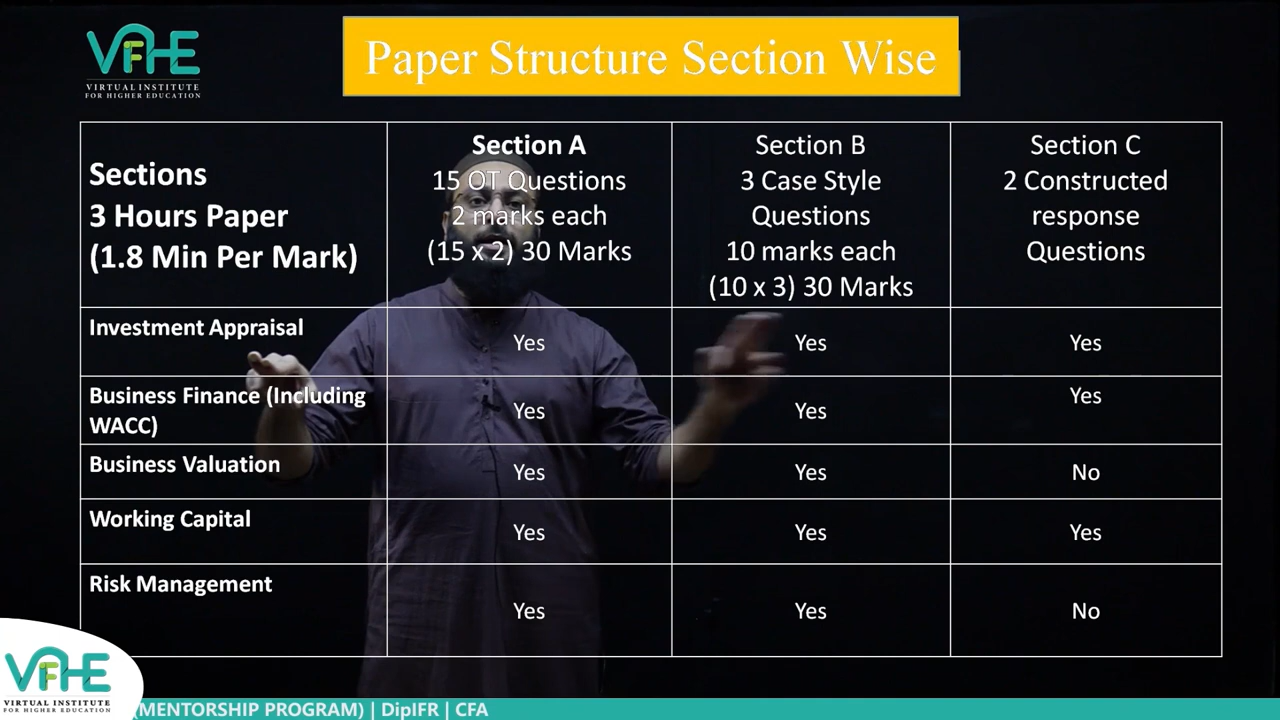 VFHE
VIRTUAL INSTITUTE
FOR HIGHER EDUCATION
Paper Structure Section Wise
Sections
3 Hours Paper
(1.8 Min Per Mark)
Section A
15 OT Questions
2 marks each
(15 x 2) 30 Marks
Section B
3 Case Style
Questions
10 marks each
(10 x 3) 30 Marks
Section C
2 Constructed
response
Questions
Investment Appraisal
Yes
Yes
Yes
Business Finance (Including
WACC)
Yes
Yes
Yes
Business Valuation
Yes
Yes
No
Working Capital
Yes
Yes
Yes
Risk Management
Yes
Yes
No
VFHE
VIRTUAL INSTITUTE
FOR HIGHER EDUCATION
(MENTORSHIP PROGRAM) | DipIFR | CFA